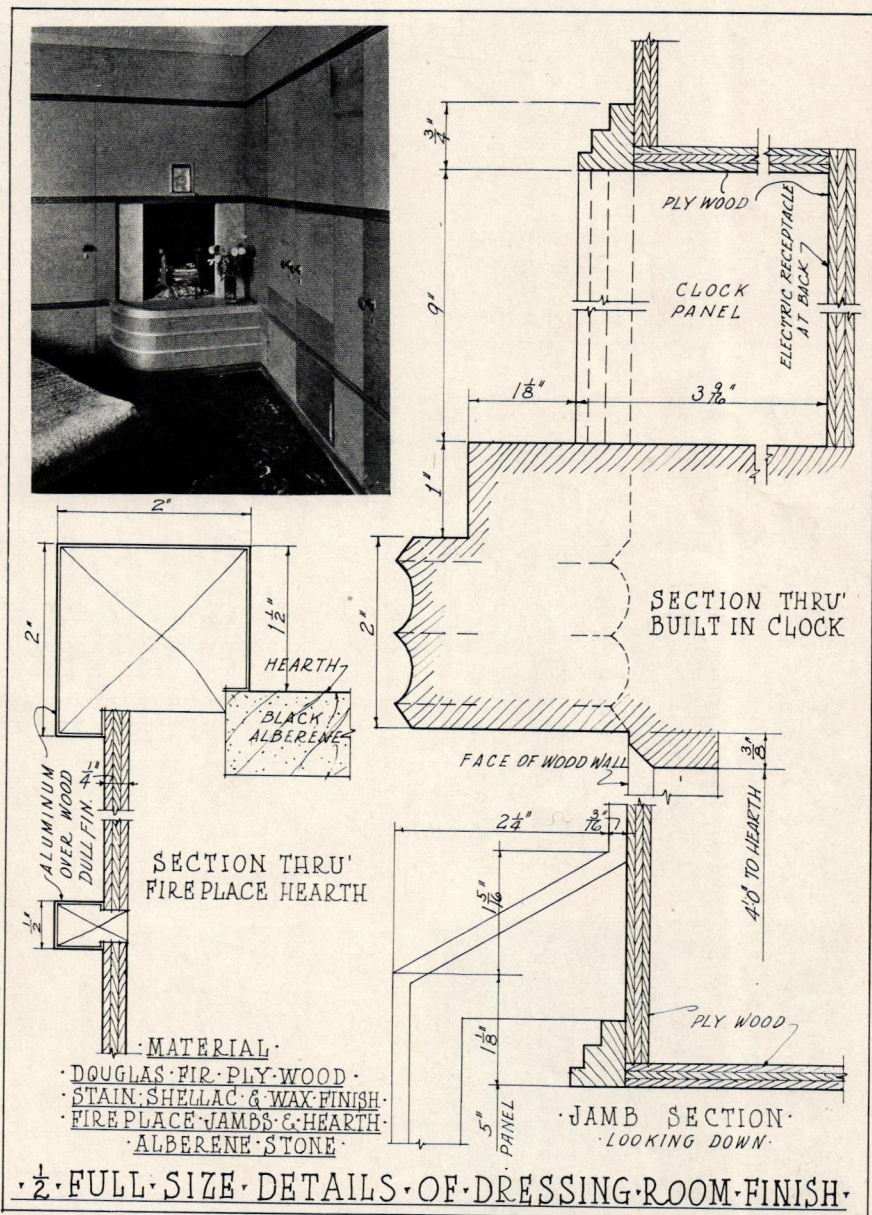 3/4"
PLY WOOD
ELECTRIC RECEPTACLE
AT BACK
9"
CLOCK
PANEL
1 1/8"
3 9/16"
1"
2"
SECTION THRU'
BUILT IN CLOCK
3/8"
FACE OF WOOD WALL
4'-0" TO HEARTH
2"
2"
1 1/2"
HEARTH
BLACK
ALBERENE
1/4"
ALUMINUM
OVER WOOD
DULL FIN.
SECTION THRU'
FIREPLACE HEARTH
1/2"
2 1/4"
3/16"
1 5/16"
1 1/8"
5"
PANEL
PLY WOOD
·JAMB SECTION·
·LOOKING DOWN·
·MATERIAL·
·DOUGLAS·FIR·PLY·WOOD·
·STAIN·SHELLAC·&·WAX·FINISH·
·FIREPLACE·JAMBS·&·HEARTH·
·ALBERENE·STONE·
·1/2·FULL·SIZE·DETAILS·OF·DRESSING·ROOM·FINISH·